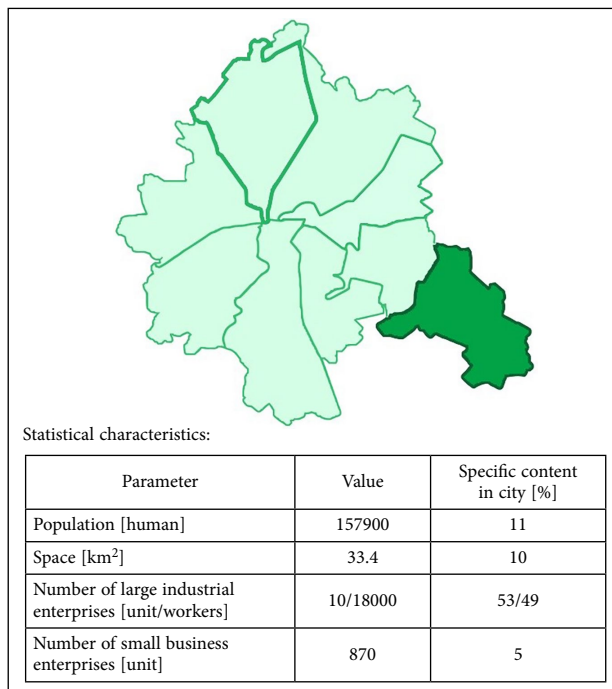 Statistical characteristics:
Parameter Value Specific content
in city [%]
Population [human] 157900 11
Space [km²] 33.4 10
Number of large industrial
enterprises [unit/workers] 10/18000 53/49
Number of small business
enterprises [unit] 870 5